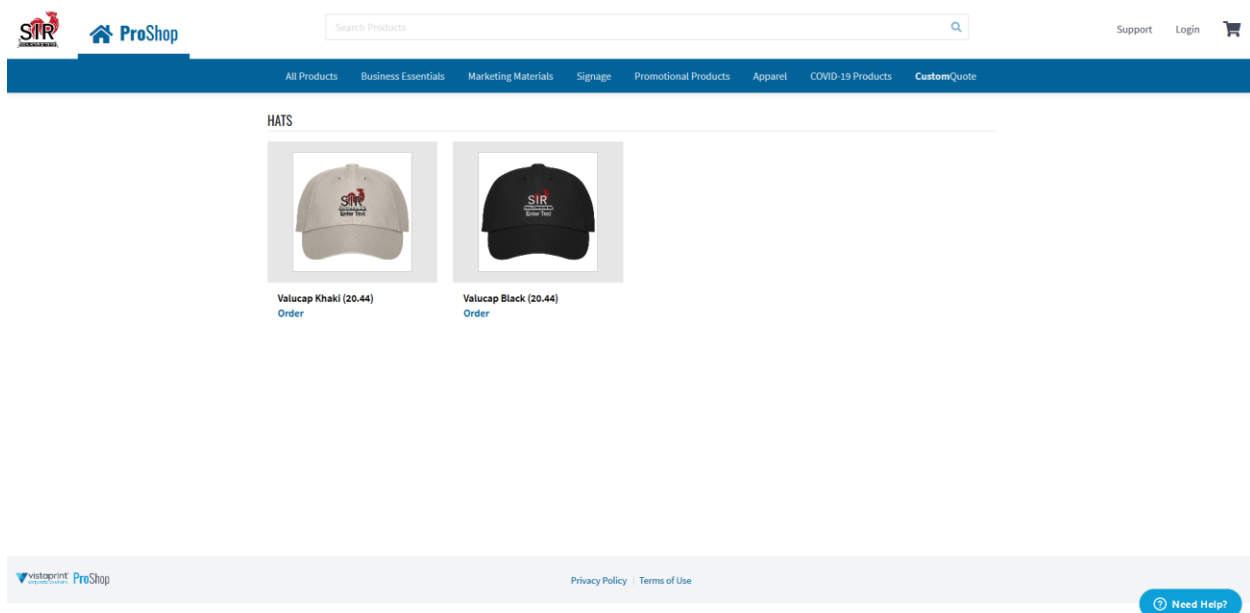 SIR
ProShop
Search Products
Support
Login
All Products
Business Essentials
Marketing Materials
Signage
Promotional Products
Apparel
COVID-19 Products
CustomQuote
HATS
SIR
Enter Text
SIR
Enter Text
Valucap Khaki (20.44)
Order
Valucap Black (20.44)
Order
vistaprint
ProShop
Privacy Policy
Terms of Use
Need Help?